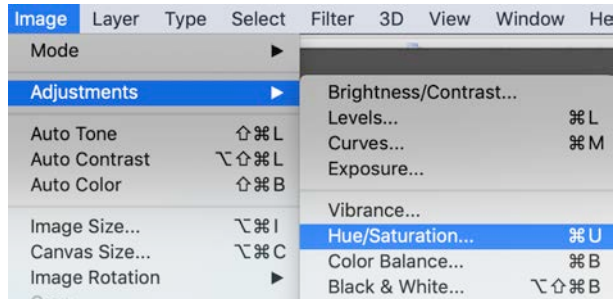 Image Layer Type Select Filter 3D View Window He
Mode ▶
Adjustments ▶
Auto Tone ⇧⌘L
Auto Contrast ⌥⇧⌘L
Auto Color ⇧⌘B
Image Size... ⌥⌘I
Canvas Size... ⌥⌘C
Image Rotation ▶
Brightness/Contrast...
Levels... ⌘L
Curves... ⌘M
Exposure...
Vibrance...
Hue/Saturation... ⌘U
Color Balance... ⌘B
Black & White... ⌥⇧⌘B